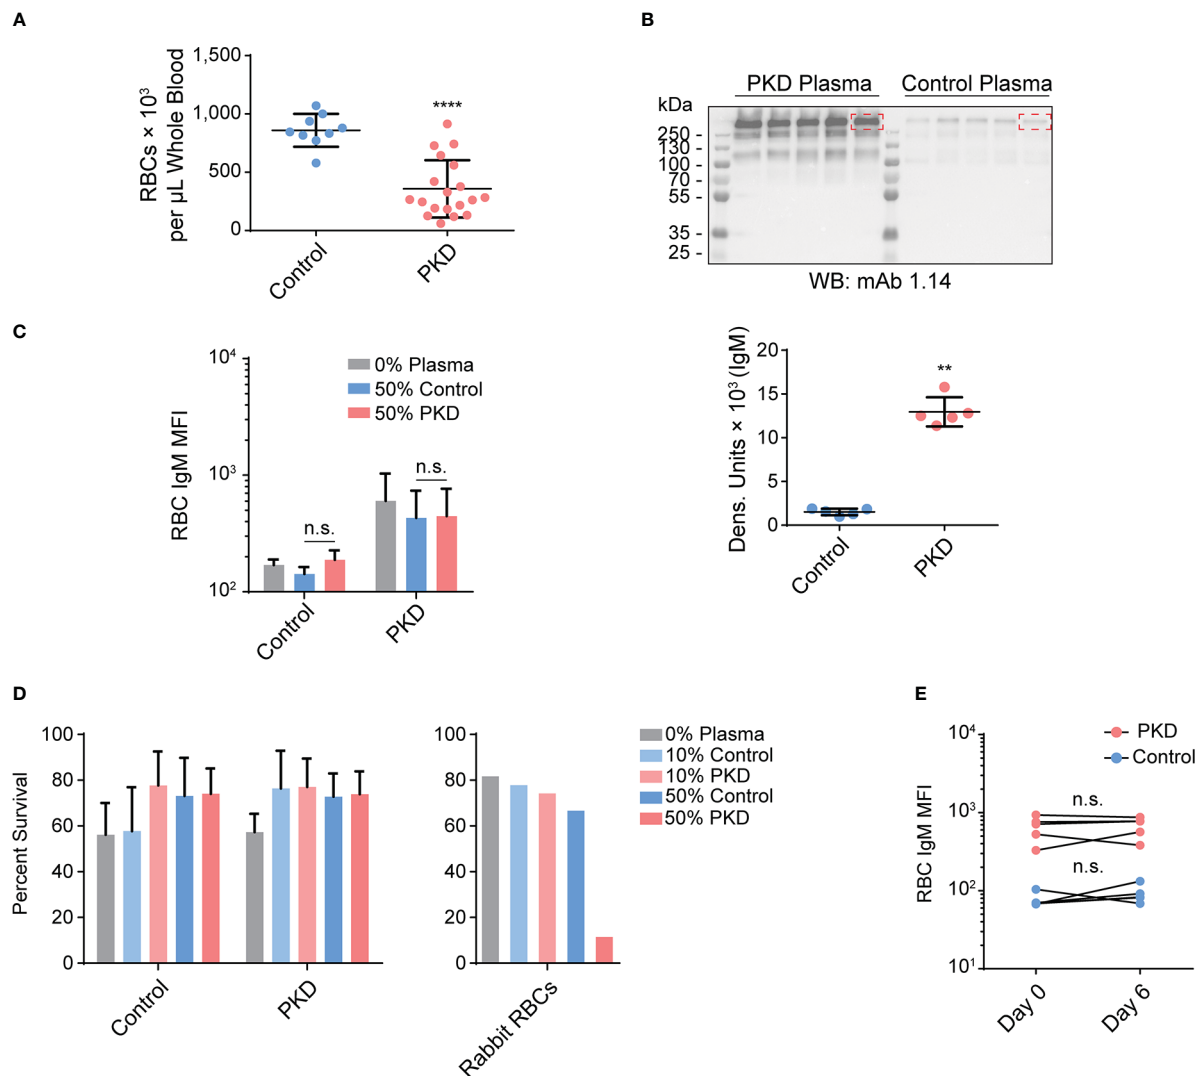 A
RBCs × 10³
per µL Whole Blood
1,500
1,000
500
0
****
Control
PKD
B
PKD Plasma
Control Plasma
kDa
250 -
130 -
100 -
70 -
55 -
35 -
25 -
WB: mAb 1.14
Dens. Units × 10³ (IgM)
20
15
10
5
0
**
Control
PKD
C
RBC IgM MFI
10⁴
10³
10²
0% Plasma
50% Control
50% PKD
n.s.
n.s.
Control
PKD
D
Percent Survival
100
80
60
40
20
0
Control
PKD
100
80
60
40
20
0
Rabbit RBCs
0% Plasma
10% Control
10% PKD
50% Control
50% PKD
E
RBC IgM MFI
10⁴
10³
10²
10¹
PKD
Control
n.s.
n.s.
Day 0
Day 6